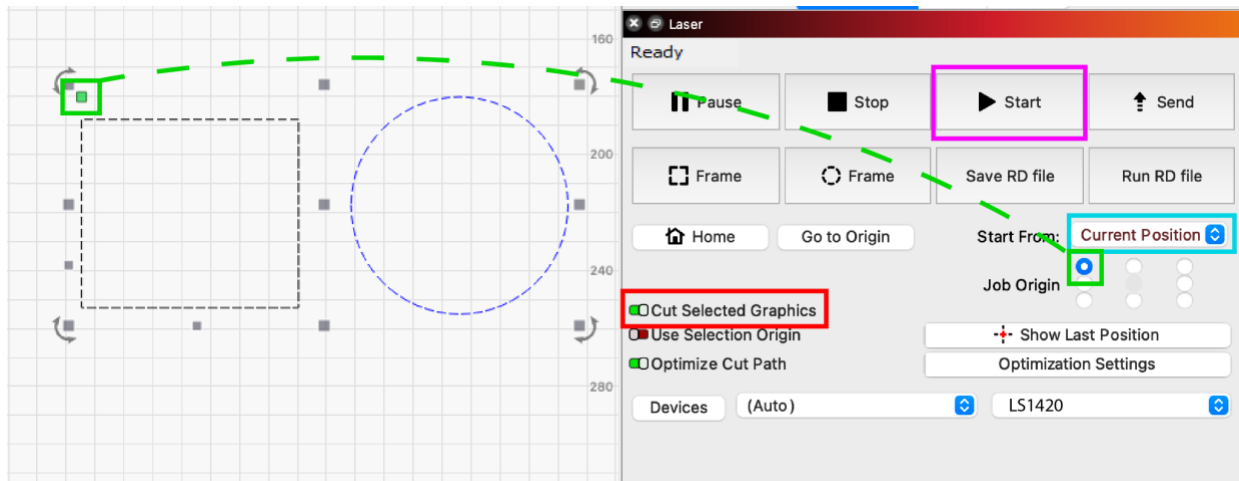 Laser
Ready
Pause Stop Start Send
Frame Frame Save RD file Run RD file
Home Go to Origin Start From: Current Position
Job Origin
Cut Selected Graphics
Use Selection Origin Show Last Position
Optimize Cut Path Optimization Settings
Devices (Auto) LS1420
160
200
240
280